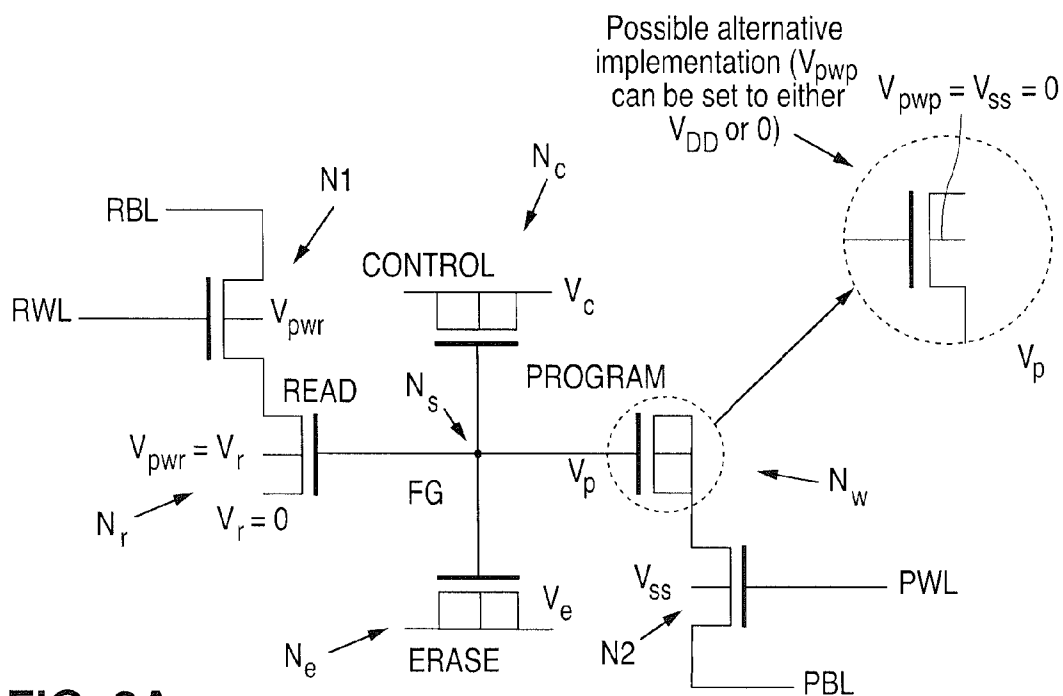 Possible alternative
implementation (Vpwp
can be set to either
VDD or 0)
Vpwp = Vss = 0
Nc
N1
RBL
CONTROL
Vc
RWL
Vpwr
Vp
READ
Ns
PROGRAM
Vpwr = Vr
FG
Vp
Nw
Nr
Vr = 0
Vss
PWL
Ve
Ne
ERASE
N2
PBL